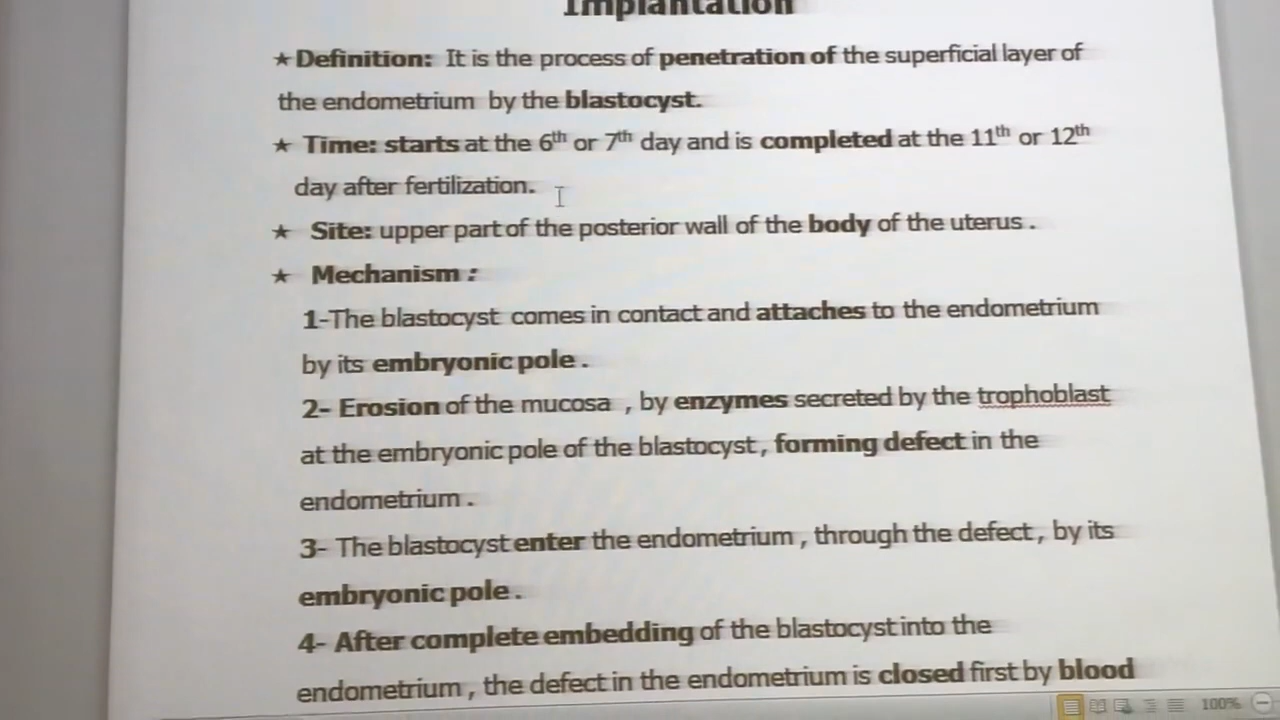 Implantation
★ Definition: It is the process of penetration of the superficial layer of
the endometrium by the blastocyst.
★ Time: starts at the 6th or 7th day and is completed at the 11th or 12th
day after fertilization.
★ Site: upper part of the posterior wall of the body of the uterus .
★ Mechanism :
1-The blastocyst comes in contact and attaches to the endometrium
by its embryonic pole .
2- Erosion of the mucosa , by enzymes secreted by the trophoblast
at the embryonic pole of the blastocyst , forming defect in the
endometrium .
3- The blastocyst enter the endometrium , through the defect , by its
embryonic pole .
4- After complete embedding of the blastocyst into the
endometrium , the defect in the endometrium is closed first by blood
100%